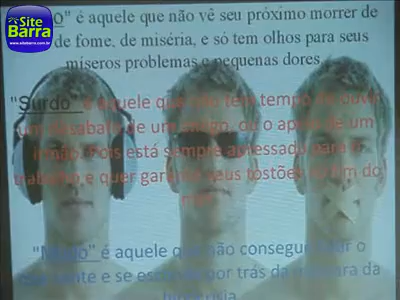 Site
Barra
www.sitebarra.com.br
" é aquele que não vê seu próximo morrer de
de fome, de miséria, e só tem olhos para seus
míseros problemas e pequenas dores
"Surdo" é aquele que não tem tempo de ouvir
um desabafo de um amigo, ou o apelo de um
irmão. Pois está sempre apressado para o
trabalho e quer garantir seus tostões no fim do
mês
"Mudo" é aquele que não consegue falar o
que sente e se esconde por trás da máscara da
hipocrisia